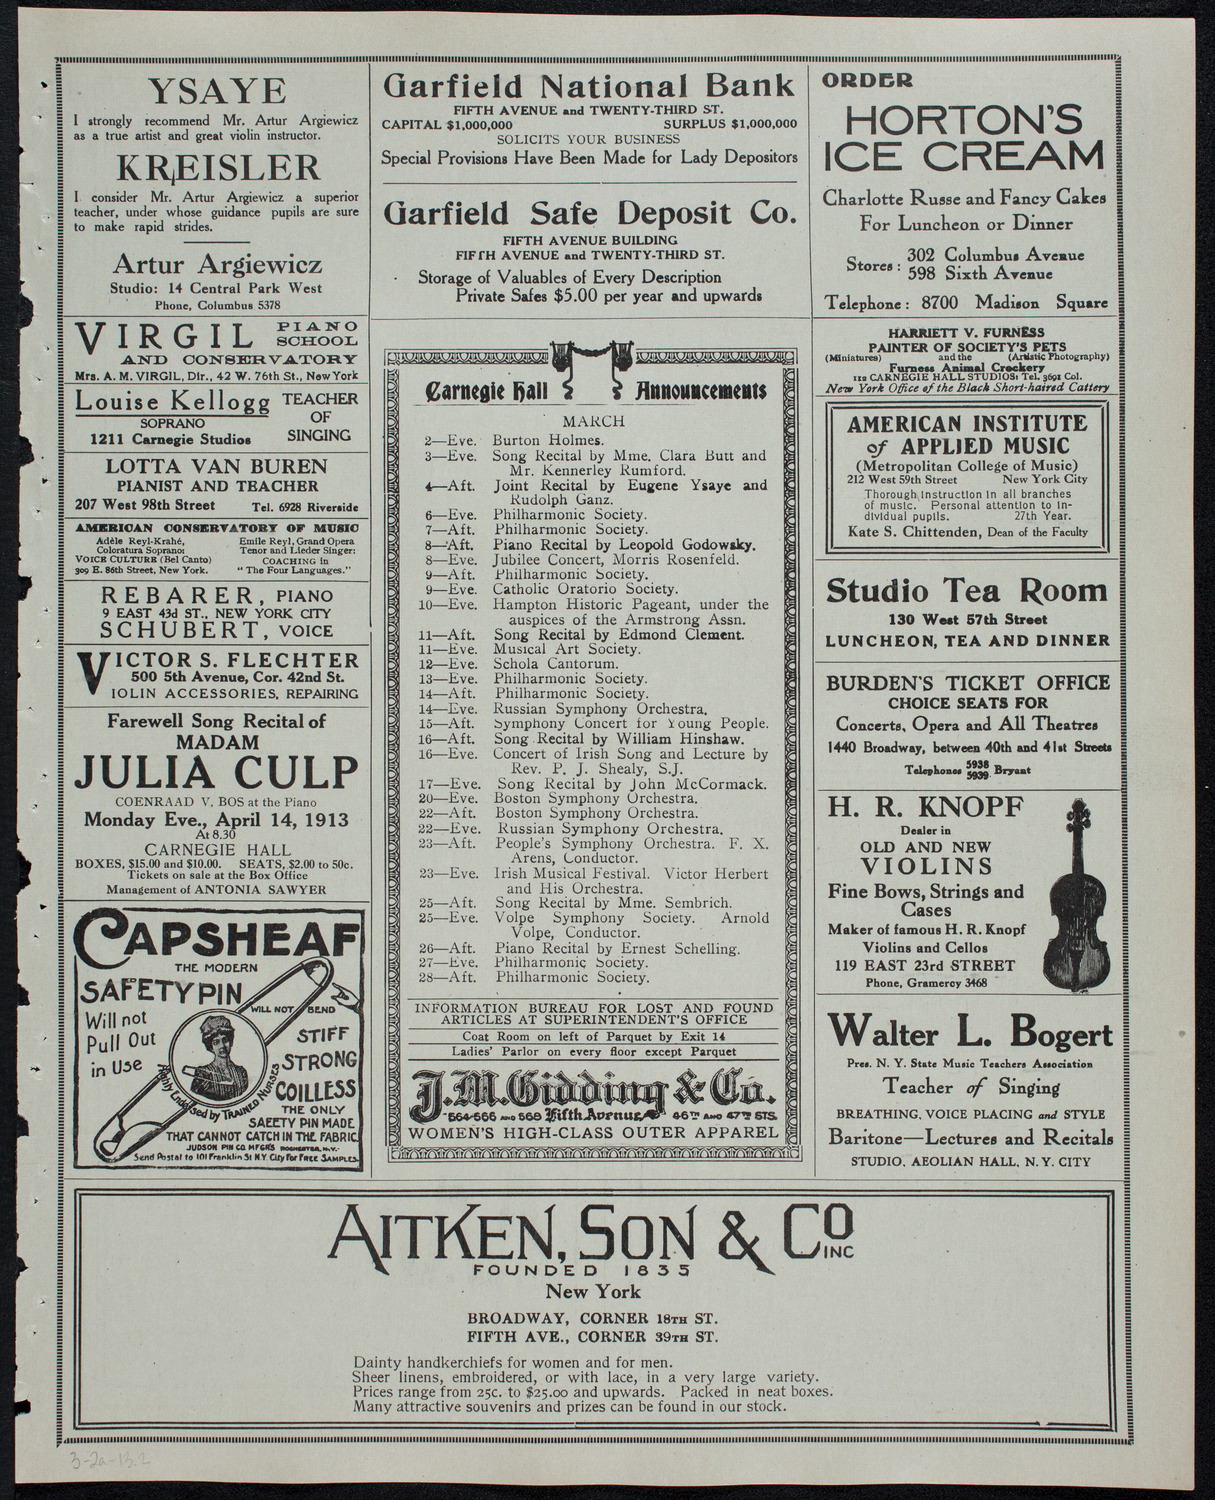 YSAYE
I strongly recommend Mr. Artur Argiewicz
as a true artist and great violin instructor.
KREISLER
I consider Mr. Artur Argiewicz a superior
teacher, under whose guidance pupils are sure
to make rapid strides.
Artur Argiewicz
Studio: 14 Central Park West
Phone, Columbus 5378
VIRGIL PIANO
SCHOOL
AND CONSERVATORY
Mrs. A. M. VIRGIL, Dir., 42 W. 76th St., New York
Louise Kellogg TEACHER
SOPRANO OF
1211 Carnegie Studios SINGING
LOTTA VAN BUREN
PIANIST AND TEACHER
207 West 98th Street Tel. 6928 Riverside
AMERICAN CONSERVATORY OF MUSIC
Adèle Reyl-Krahé, Emile Reyl, Grand Opera
Coloratura Soprano: Tenor and Lieder Singer:
VOICE CULTURE (Bel Canto) COACHING in
309 E. 86th Street, New York. "The Four Languages."
REBARER, PIANO
9 EAST 43d ST., NEW YORK CITY
SCHUBERT, VOICE
VICTOR S. FLECHTER
500 5th Avenue, Cor. 42nd St.
VIOLIN ACCESSORIES, REPAIRING
Farewell Song Recital of
MADAM
JULIA CULP
COENRAAD V. BOS at the Piano
Monday Eve., April 14, 1913
At 8.30
CARNEGIE HALL
BOXES, $15.00 and $10.00. SEATS, $2.00 to 50c.
Tickets on sale at the Box Office
Management of ANTONIA SAWYER
CAPSHEAF
THE MODERN
SAFETY PIN
WILL NOT BEND
Will not
Pull Out
in Use
STIFF
STRONG
COILLESS
Highly Endorsed by TRAINED NURSES
THE ONLY
SAFETY PIN MADE
THAT CANNOT CATCH IN THE FABRIC.
JUDSON PIN CO. MFGRS ROCHESTER, N.Y.
Send Postal to 101 Franklin St N.Y. City For FREE SAMPLES.
Garfield National Bank
FIFTH AVENUE and TWENTY-THIRD ST.
CAPITAL $1,000,000 SURPLUS $1,000,000
SOLICITS YOUR BUSINESS
Special Provisions Have Been Made for Lady Depositors
Garfield Safe Deposit Co.
FIFTH AVENUE BUILDING
FIFTH AVENUE and TWENTY-THIRD ST.
Storage of Valuables of Every Description
Private Safes $5.00 per year and upwards
Carnegie Hall Announcements
MARCH
2—Eve. Burton Holmes.
3—Eve. Song Recital by Mme. Clara Butt and
Mr. Kennerley Rumford.
4—Aft. Joint Recital by Eugene Ysaye and
Rudolph Ganz.
6—Eve. Philharmonic Society.
7—Aft. Philharmonic Society.
8—Aft. Piano Recital by Leopold Godowsky.
8—Eve. Jubilee Concert, Morris Rosenfeld.
9—Aft. Philharmonic Society.
9—Eve. Catholic Oratorio Society.
10—Eve. Hampton Historic Pageant, under the
auspices of the Armstrong Assn.
11—Aft. Song Recital by Edmond Clement.
11—Eve. Musical Art Society.
12—Eve. Schola Cantorum.
13—Eve. Philharmonic Society.
14—Aft. Philharmonic Society.
14—Eve. Russian Symphony Orchestra.
15—Aft. Symphony Concert for Young People.
16—Aft. Song Recital by William Hinshaw.
16—Eve. Concert of Irish Song and Lecture by
Rev. P. J. Shealy, S.J.
17—Eve. Song Recital by John McCormack.
20—Eve. Boston Symphony Orchestra.
22—Aft. Boston Symphony Orchestra.
22—Eve. Russian Symphony Orchestra.
23—Aft. People's Symphony Orchestra. F. X.
Arens, Conductor.
23—Eve. Irish Musical Festival. Victor Herbert
and His Orchestra.
25—Aft. Song Recital by Mme. Sembrich.
25—Eve. Volpe Symphony Society. Arnold
Volpe, Conductor.
26—Aft. Piano Recital by Ernest Schelling.
27—Eve. Philharmonic Society.
28—Aft. Philharmonic Society.
INFORMATION BUREAU FOR LOST AND FOUND
ARTICLES AT SUPERINTENDENT'S OFFICE
Coat Room on left of Parquet by Exit 14
Ladies' Parlor on every floor except Parquet
J. M. Gidding & Co.
564-566 AND 568 Fifth Avenue 46TH AND 47TH STS.
WOMEN'S HIGH-CLASS OUTER APPAREL
ORDER
HORTON'S
ICE CREAM
Charlotte Russe and Fancy Cakes
For Luncheon or Dinner
Stores: 302 Columbus Avenue
598 Sixth Avenue
Telephone: 8700 Madison Square
HARRIETT V. FURNESS
PAINTER OF SOCIETY'S PETS
(Miniatures) and the (Artistic Photography)
Furness Animal Crockery
112 CARNEGIE HALL STUDIOS: Tel. 3691 Col.
New York Office of the Black Short-haired Cattery
AMERICAN INSTITUTE
of APPLIED MUSIC
(Metropolitan College of Music)
212 West 59th Street New York City
Thorough instruction in all branches
of music. Personal attention to in-
dividual pupils. 27th Year.
Kate S. Chittenden, Dean of the Faculty
Studio Tea Room
130 West 57th Street
LUNCHEON, TEA AND DINNER
BURDEN'S TICKET OFFICE
CHOICE SEATS FOR
Concerts, Opera and All Theatres
1440 Broadway, between 40th and 41st Streets
Telephones 5938
5939 Bryant
H. R. KNOPF
Dealer in
OLD AND NEW
VIOLINS
Fine Bows, Strings and
Cases
Maker of famous H. R. Knopf
Violins and Cellos
119 EAST 23rd STREET
Phone, Gramercy 3468
Walter L. Bogert
Pres. N. Y. State Music Teachers Association
Teacher of Singing
BREATHING, VOICE PLACING and STYLE
Baritone—Lectures and Recitals
STUDIO, AEOLIAN HALL, N. Y. CITY
AITKEN, SON & CO INC
FOUNDED 1835
New York
BROADWAY, CORNER 18TH ST.
FIFTH AVE., CORNER 39TH ST.
Dainty handkerchiefs for women and for men.
Sheer linens, embroidered, or with lace, in a very large variety.
Prices range from 25c. to $25.00 and upwards. Packed in neat boxes.
Many attractive souvenirs and prizes can be found in our stock.
3-2a-13.2